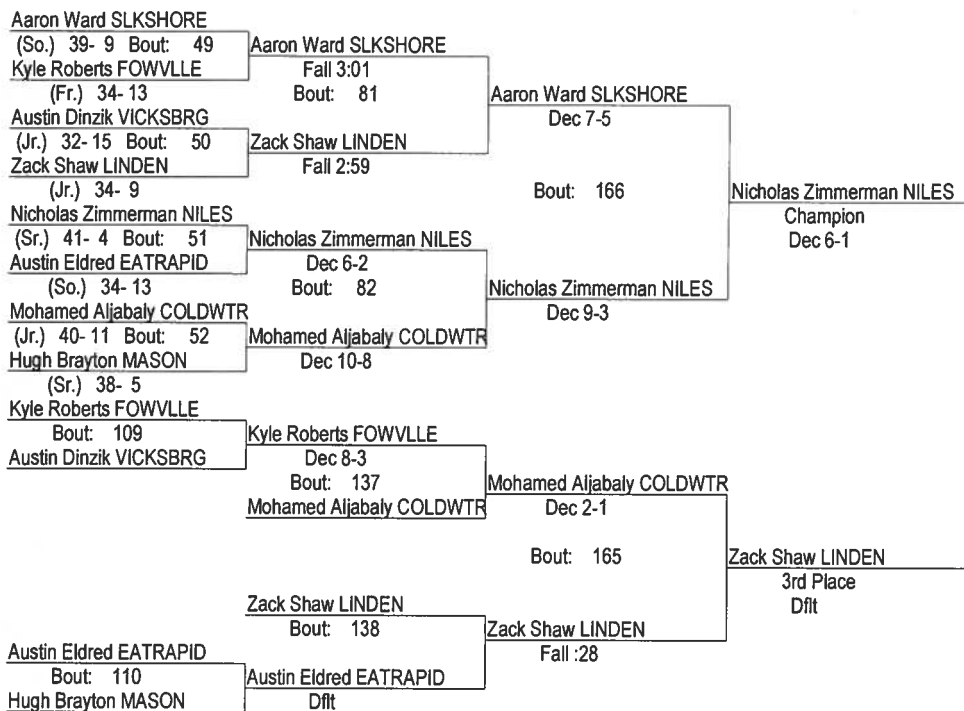 Aaron Ward SLKSHORE
(So.) 39- 9 Bout: 49
Kyle Roberts FOWVLLE
(Fr.) 34- 13
Austin Dinzik VICKSBRG
(Jr.) 32- 15 Bout: 50
Zack Shaw LINDEN
(Jr.) 34- 9
Nicholas Zimmerman NILES
(Sr.) 41- 4 Bout: 51
Austin Eldred EATRAPID
(So.) 34- 13
Mohamed Aljabaly COLDWTR
(Jr.) 40- 11 Bout: 52
Hugh Brayton MASON
(Sr.) 38- 5
Aaron Ward SLKSHORE
Fall 3:01
Bout: 81
Zack Shaw LINDEN
Fall 2:59
Nicholas Zimmerman NILES
Dec 6-2
Bout: 82
Mohamed Aljabaly COLDWTR
Dec 10-8
Aaron Ward SLKSHORE
Dec 7-5
Bout: 166
Nicholas Zimmerman NILES
Dec 9-3
Nicholas Zimmerman NILES
Champion
Dec 6-1
Kyle Roberts FOWVLLE
Bout: 109
Austin Dinzik VICKSBRG
Kyle Roberts FOWVLLE
Dec 8-3
Bout: 137
Mohamed Aljabaly COLDWTR
Mohamed Aljabaly COLDWTR
Dec 2-1
Bout: 165
Zack Shaw LINDEN
3rd Place
Dflt
Zack Shaw LINDEN
Bout: 138
Zack Shaw LINDEN
Fall :28
Austin Eldred EATRAPID
Bout: 110
Hugh Brayton MASON
Austin Eldred EATRAPID
Dflt